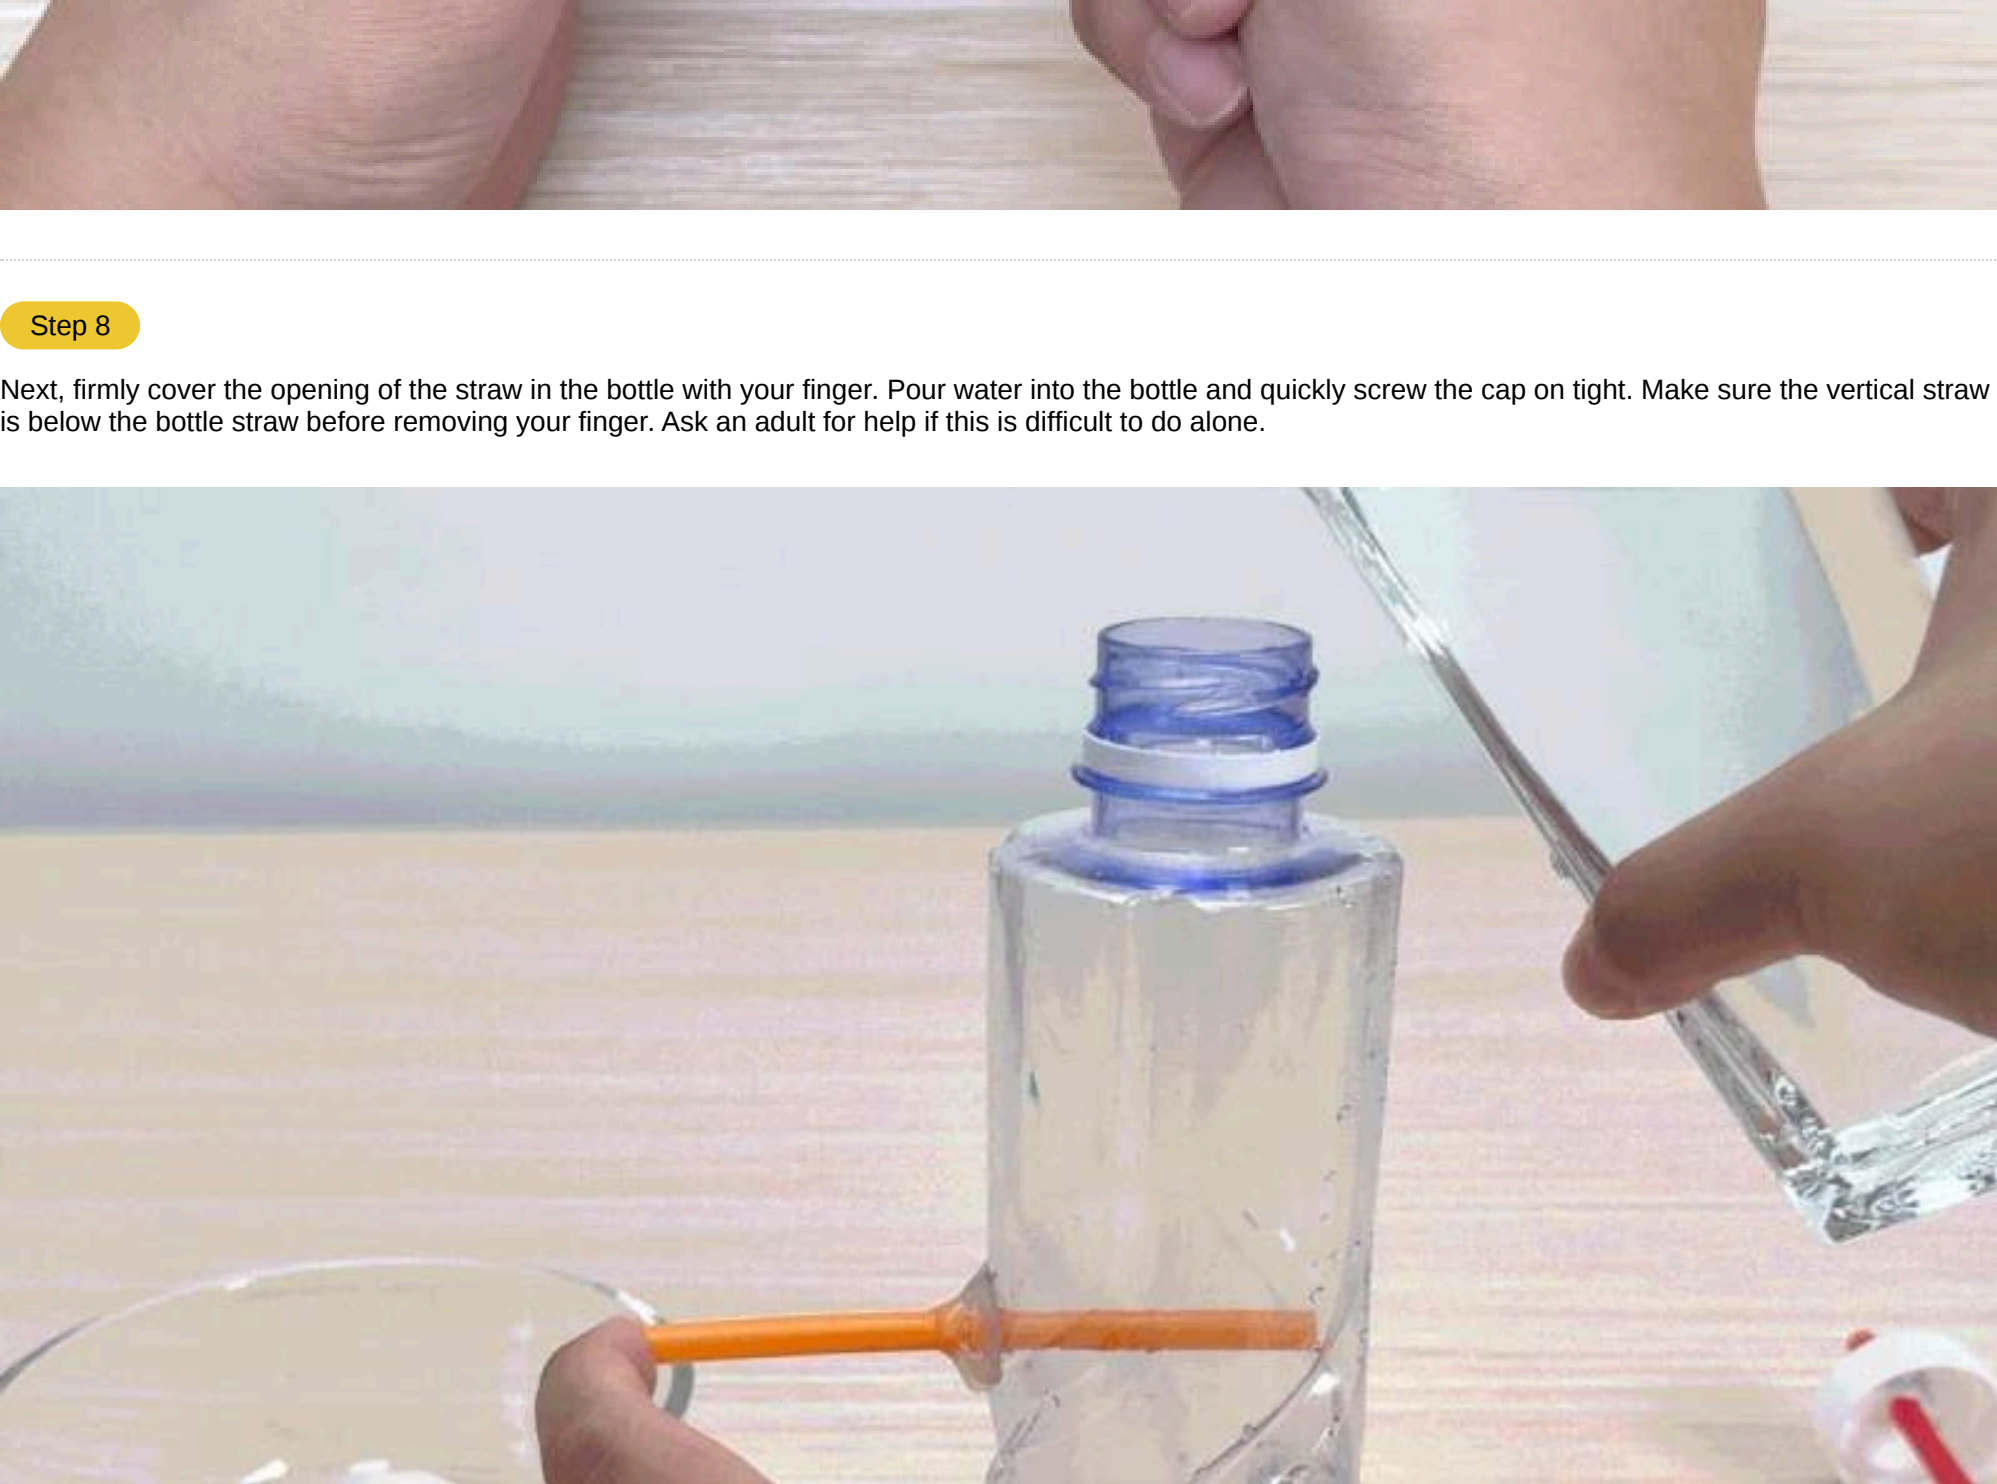 Step 8
Next, firmly cover the opening of the straw in the bottle with your finger. Pour water into the bottle and quickly screw the cap on tight. Make sure the vertical straw
is below the bottle straw before removing your finger. Ask an adult for help if this is difficult to do alone.